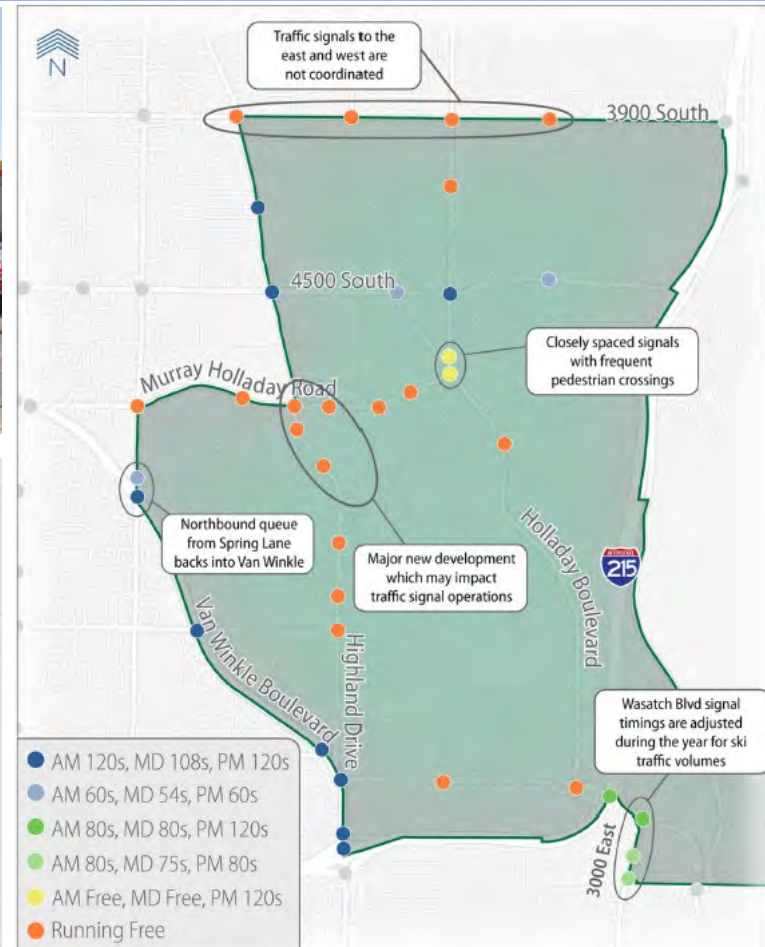 N
Traffic signals to the
east and west are
not coordinated
3900 South
4500 South
Closely spaced signals
with frequent
pedestrian crossings
Murray Holladay Road
Northbound queue
from Spring Lane
backs into Van Winkle
Major new development
which may impact
traffic signal operations
Holladay Boulevard
INTERSTATE
215
Van Winkle Boulevard
Highland Drive
Wasatch Blvd signal
timings are adjusted
during the year for ski
traffic volumes
3000 East
AM 120s, MD 108s, PM 120s
AM 60s, MD 54s, PM 60s
AM 80s, MD 80s, PM 120s
AM 80s, MD 75s, PM 80s
AM Free, MD Free, PM 120s
Running Free